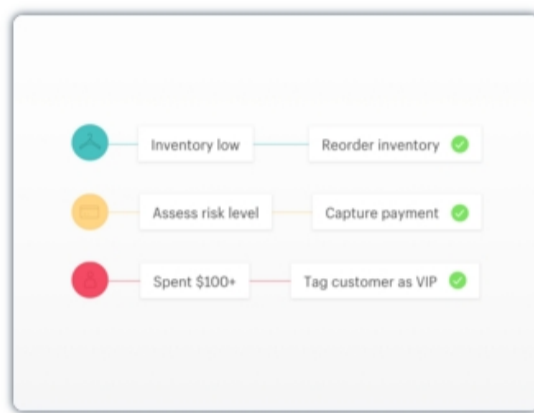 Inventory low Reorder inventory
Assess risk level Capture payment
Spent $100+ Tag customer as VIP